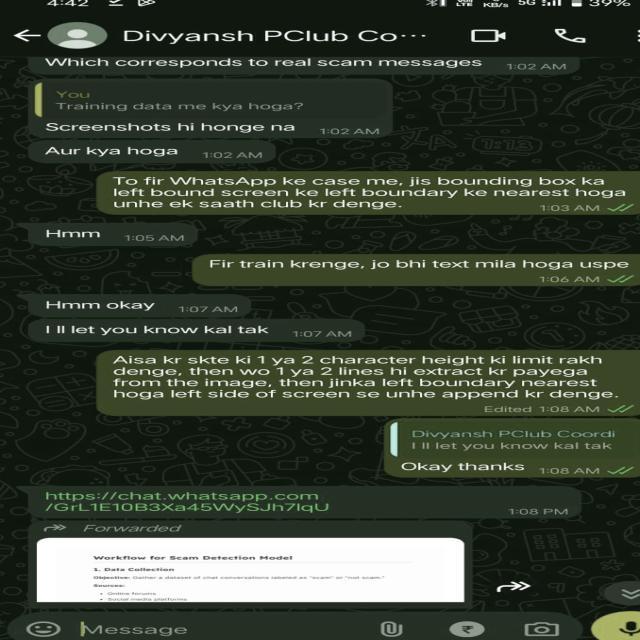 4:42
5G
39%
Divyansh PClub Co...
Which corresponds to real scam messages 1:02 AM
You
Training data me kya hoga?
Screenshots hi honge na 1:02 AM
Aur kya hoga 1:02 AM
To fir WhatsApp ke case me, jis bounding box ka
left bound screen ke left boundary ke nearest hoga
unhe ek saath club kr denge.
1:03 AM
Hmm 1:05 AM
Fir train krenge, jo bhi text mila hoga uspe
1:06 AM
Hmm okay 1:07 AM
I ll let you know kal tak 1:07 AM
Aisa kr skte ki 1 ya 2 character height ki limit rakh
denge, then wo 1 ya 2 lines hi extract kr payega
from the image, then jinka left boundary nearest
hoga left side of screen se unhe append kr denge.
Edited 1:08 AM
Divyansh PClub Coordi
I ll let you know kal tak
Okay thanks 1:08 AM
https://chat.whatsapp.com
/GrL1E10B3Xa45WySJh7IqU
1:08 PM
Forwarded
Workflow for Scam Detection Model
1. Data Collection
Objective: Gather a dataset of chat conversations labeled as "scam" or "not scam."
Sources:
• Online forums
• Social media platforms
Message